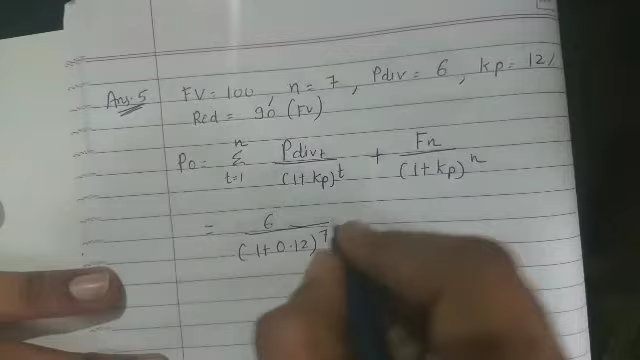 Ans.5 FV = 100, n = 7, Pdiv = 6, kp = 12%
Red = 90 (FV)
P0 = n Σ t=1 Pdivt / (1+kp)^t + Fn / (1+kp)^n
= 6 / (1+0.12)^7